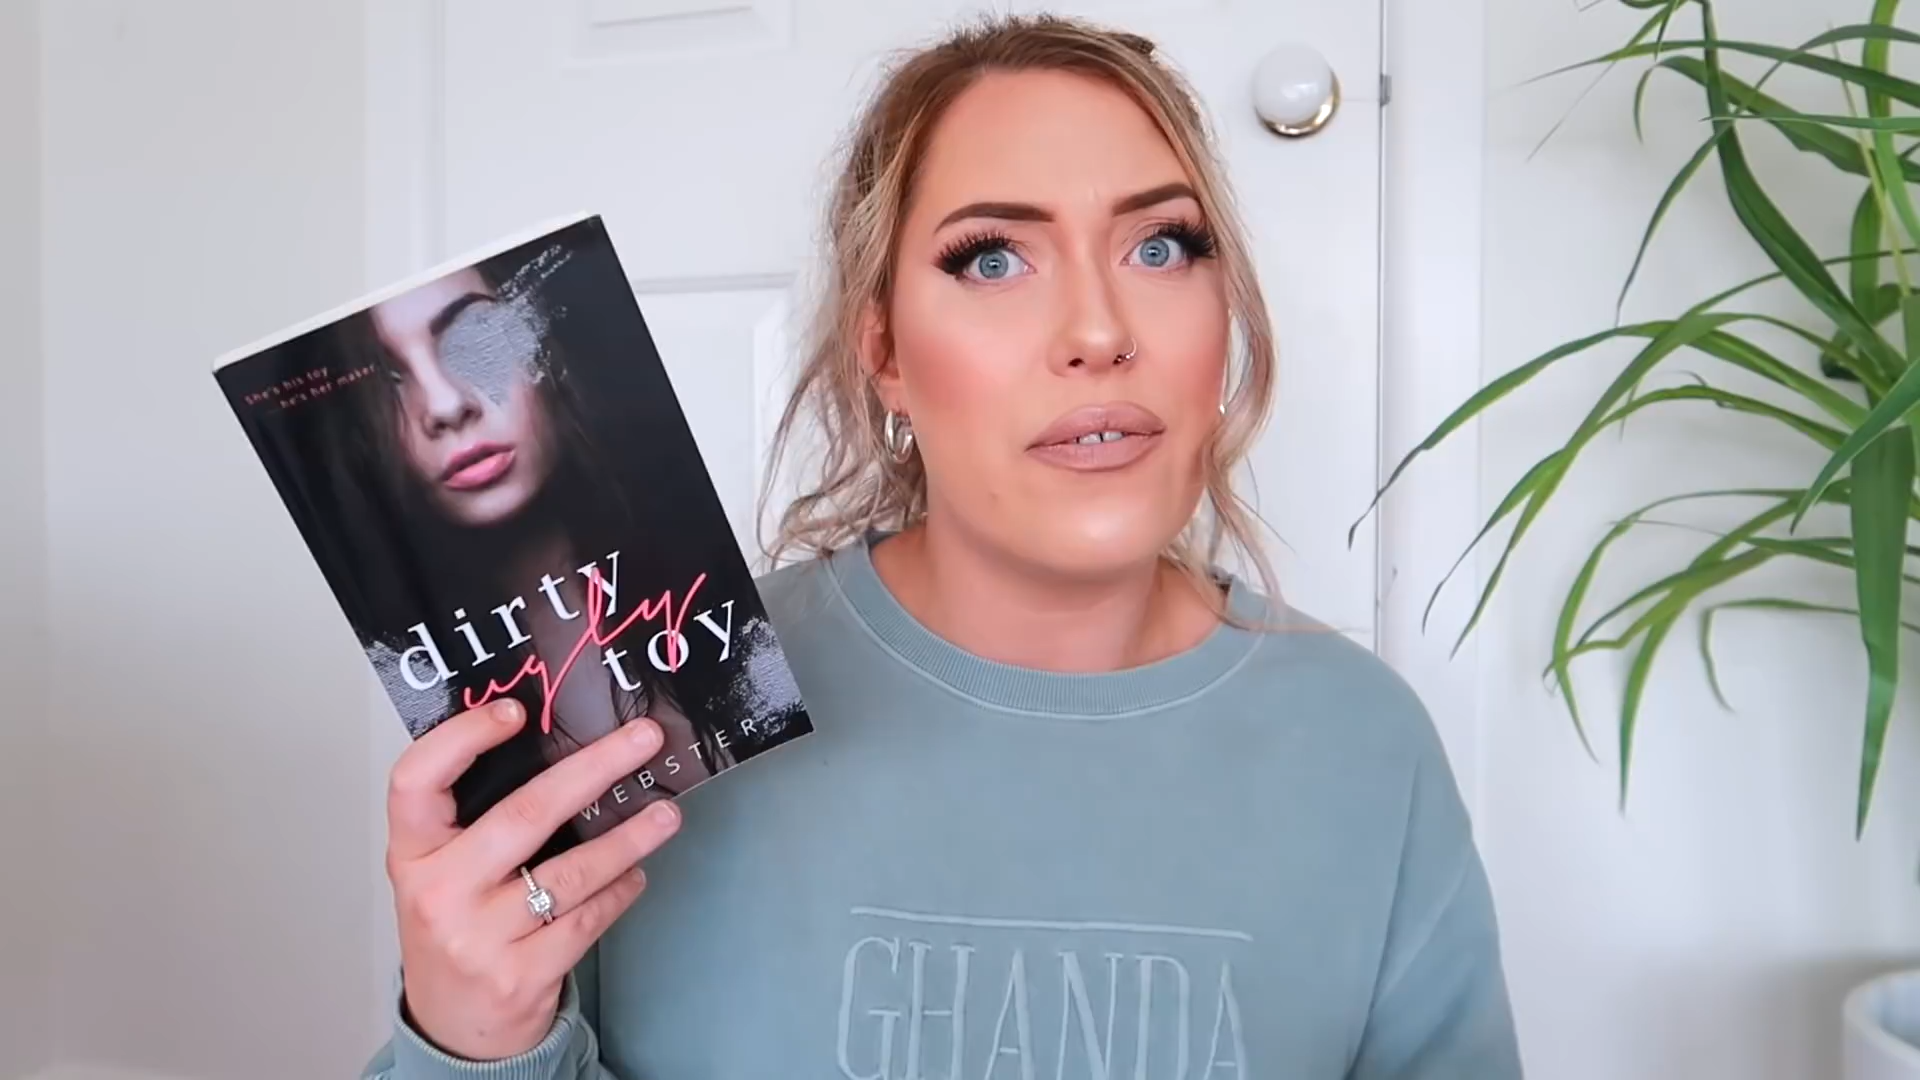 She's his toy
...he's her maker
dirty
ugly
toy
WEBSTER
GHANDA